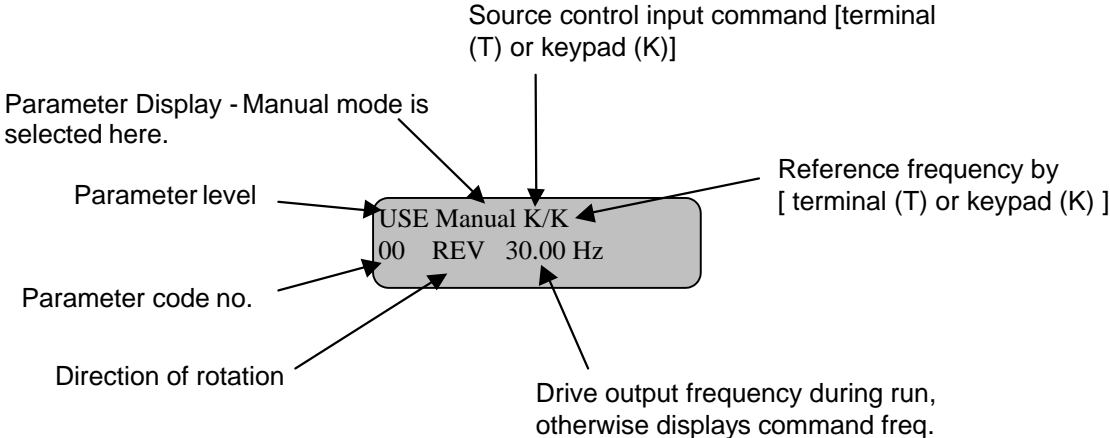 Source control input command [terminal
(T) or keypad (K)]
Parameter Display - Manual mode is
selected here.
Reference frequency by
[ terminal (T) or keypad (K) ]
Parameter level
USE Manual K/K
00 REV 30.00 Hz
Parameter code no.
Direction of rotation
Drive output frequency during run,
otherwise displays command freq.